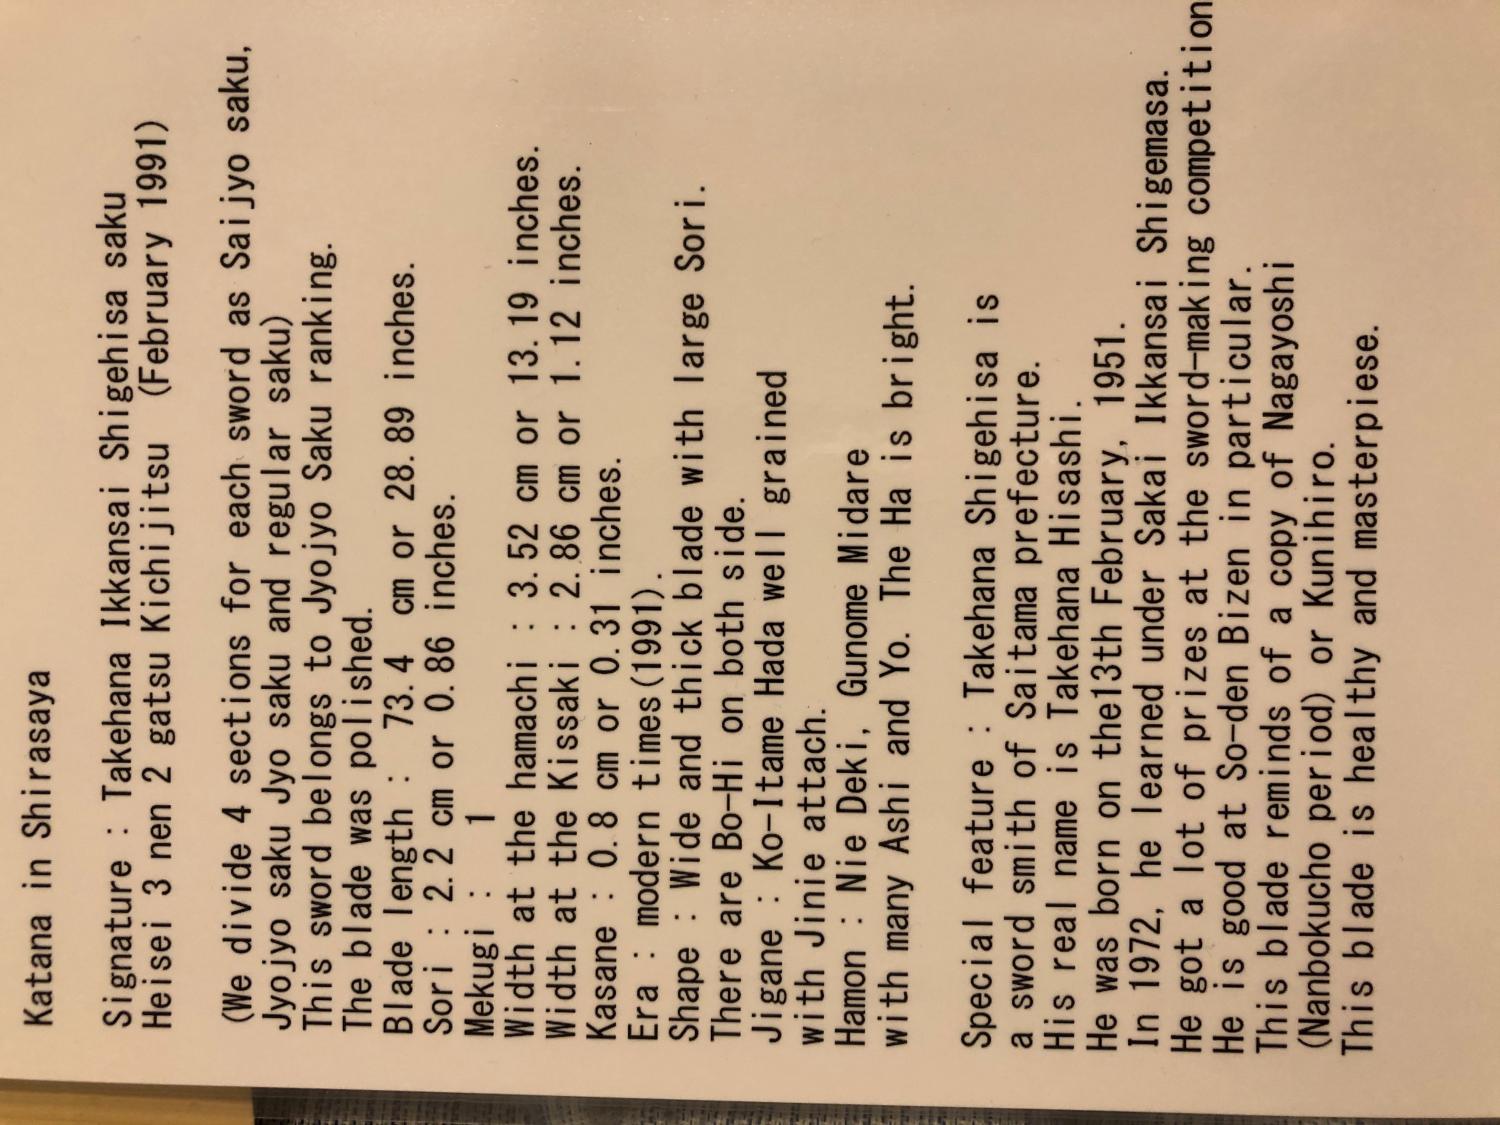 Katana in Shirasaya
Signature : Takehana Ikkansai Shigehisa saku
Heisei 3 nen 2 gatsu Kichijitsu (February 1991)
(We divide 4 sections for each sword as Saijyo saku,
Jyojyo saku Jyo saku and regular saku)
This sword belongs to Jyojyo Saku ranking.
The blade was polished.
Blade length : 73.4 cm or 28.89 inches.
Sori : 2.2 cm or 0.86 inches.
Mekugi : 1
Width at the hamachi : 3.52 cm or 13.19 inches.
Width at the Kissaki : 2.86 cm or 1.12 inches.
Kasane : 0.8 cm or 0.31 inches.
Era : modern times(1991).
Shape : Wide and thick blade with large Sori.
There are Bo-Hi on both side.
Jigane : Ko-Itame Hada well grained
with Jinie attach.
Hamon : Nie Deki, Gunome Midare
with many Ashi and Yo. The Ha is bright.
Special feature : Takehana Shigehisa is
a sword smith of Saitama prefecture.
His real name is Takehana Hisashi.
He was born on the13th February, 1951.
In 1972, he learned under Sakai Ikkansai Shigemasa.
He got a lot of prizes at the sword-making competition
He is good at So-den Bizen in particular.
This blade reminds of a copy of Nagayoshi
(Nanbokucho period) or Kunihiro.
This blade is healthy and masterpiese.